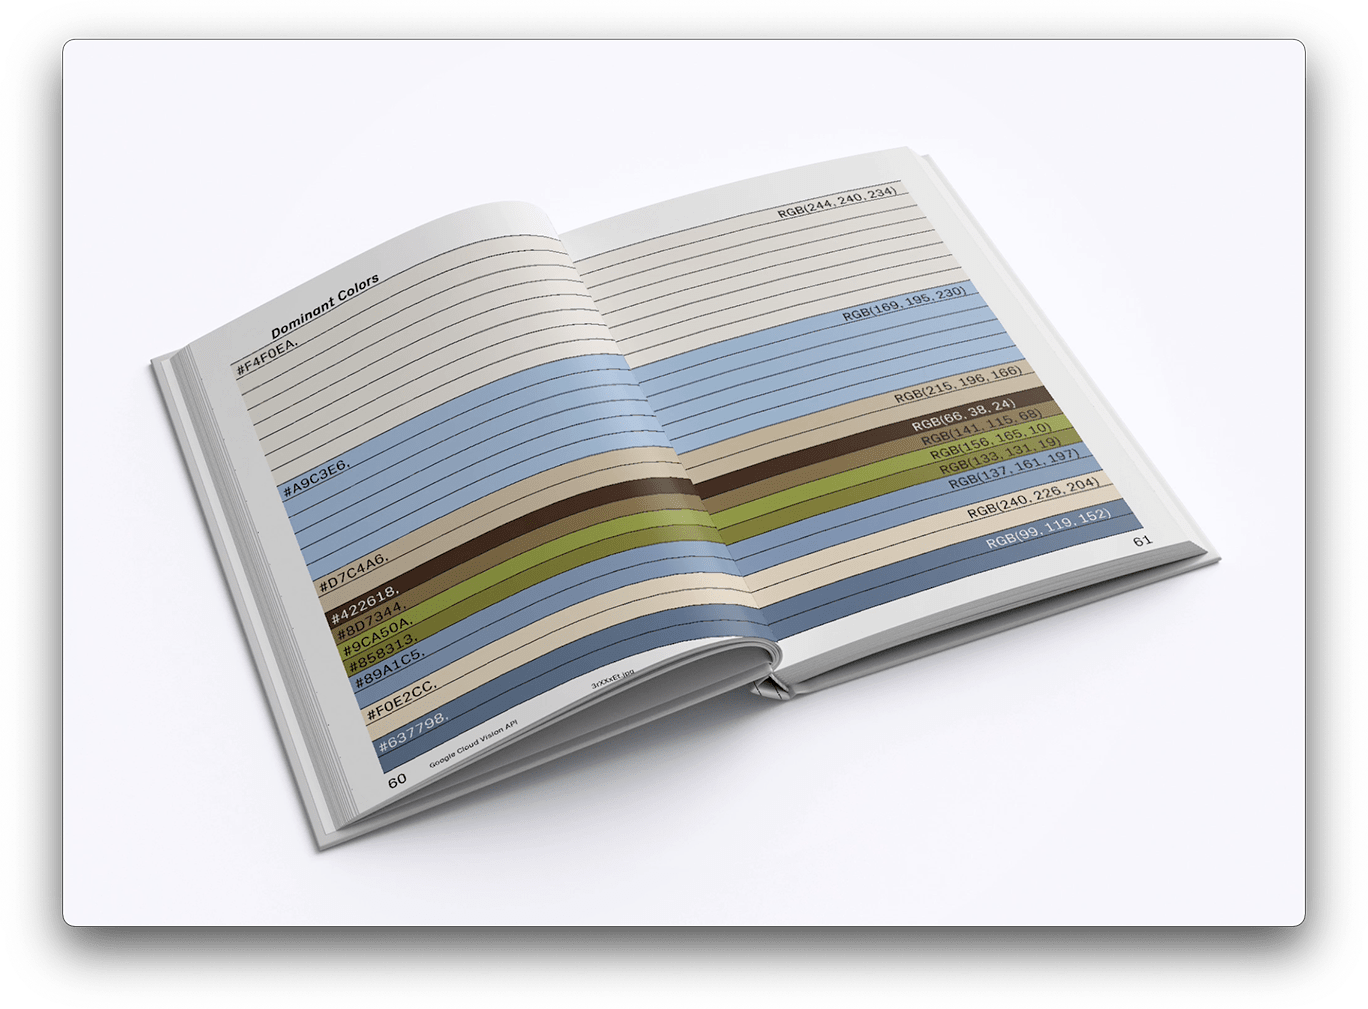 Dominant Colors
#F4F0EA,
#A9C3E6,
#D7C4A6,
#422618,
#8D7344,
#9CA50A,
#858313,
#89A1C5,
#F0E2CC,
#637798,
60
Google Cloud Vision API
RGB(244, 240, 234)
RGB(169, 195, 230)
RGB(215, 196, 166)
RGB(66, 38, 24)
RGB(141, 115, 68)
RGB(156, 165, 10)
RGB(133, 131, 19)
RGB(137, 161, 197)
RGB(240, 226, 204)
RGB(99, 119, 152)
61